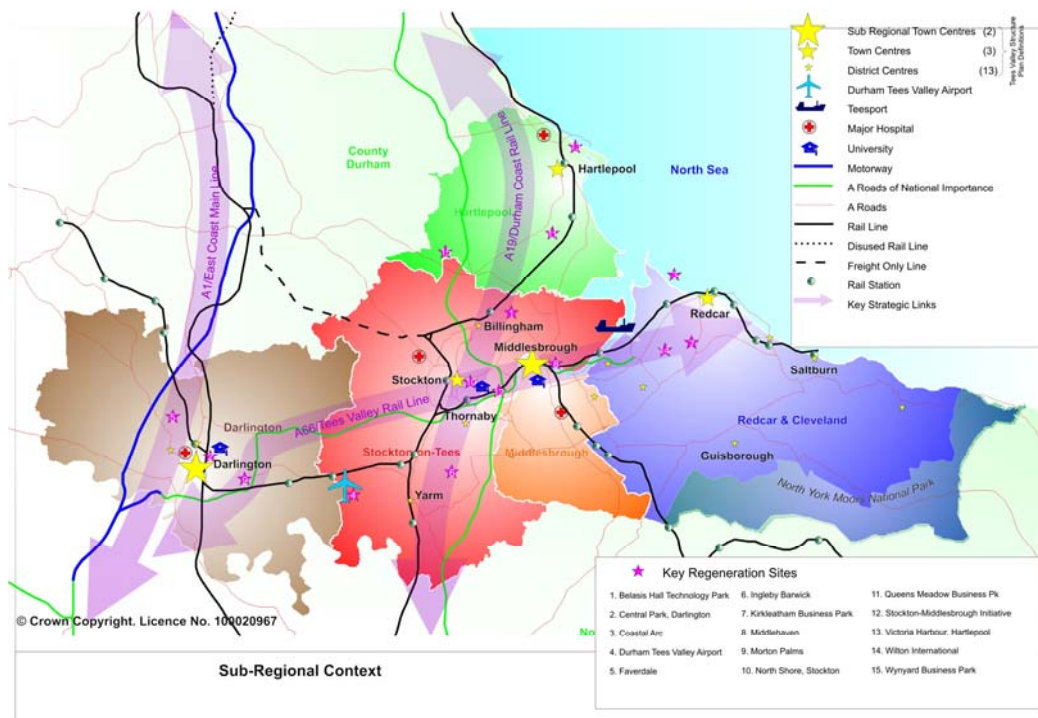 Sub Regional Town Centres (2)
Town Centres (3)
District Centres (13)
Tees Valley Structure
Plain Definitions
Durham Tees Valley Airport
Teesport
Major Hospital
University
Motorway
A Roads of National Importance
A Roads
Rail Line
Disused Rail Line
Freight Only Line
Rail Station
Key Strategic Links
County
Durham
North Sea
Hartlepool
Hartlepool
A1/East Coast Main Line
A19/Durham Coast Rail Line
Billingham
Middlesbrough
Redcar
Saltburn
Stockton
Thornaby
A66/Tees Valley Rail Line
Darlington
Darlington
Stockton-on-Tees
Middlesbrough
Redcar & Cleveland
Guisborough
North York Moors National Park
Yarm
Key Regeneration Sites
1. Belasis Hall Technology Park
2. Central Park, Darlington
3. Coastal Arc
4. Durham Tees Valley Airport
5. Faverdale
6. Ingleby Barwick
7. Kirkleatham Business Park
8. Middlehaven
9. Morton Palms
10. North Shore, Stockton
11. Queens Meadow Business Pk
12. Stockton-Middlesbrough Initiative
13. Victoria Harbour, Hartlepool
14. Wilton International
15. Wynyard Business Park
© Crown Copyright. Licence No. 100020967
Sub-Regional Context